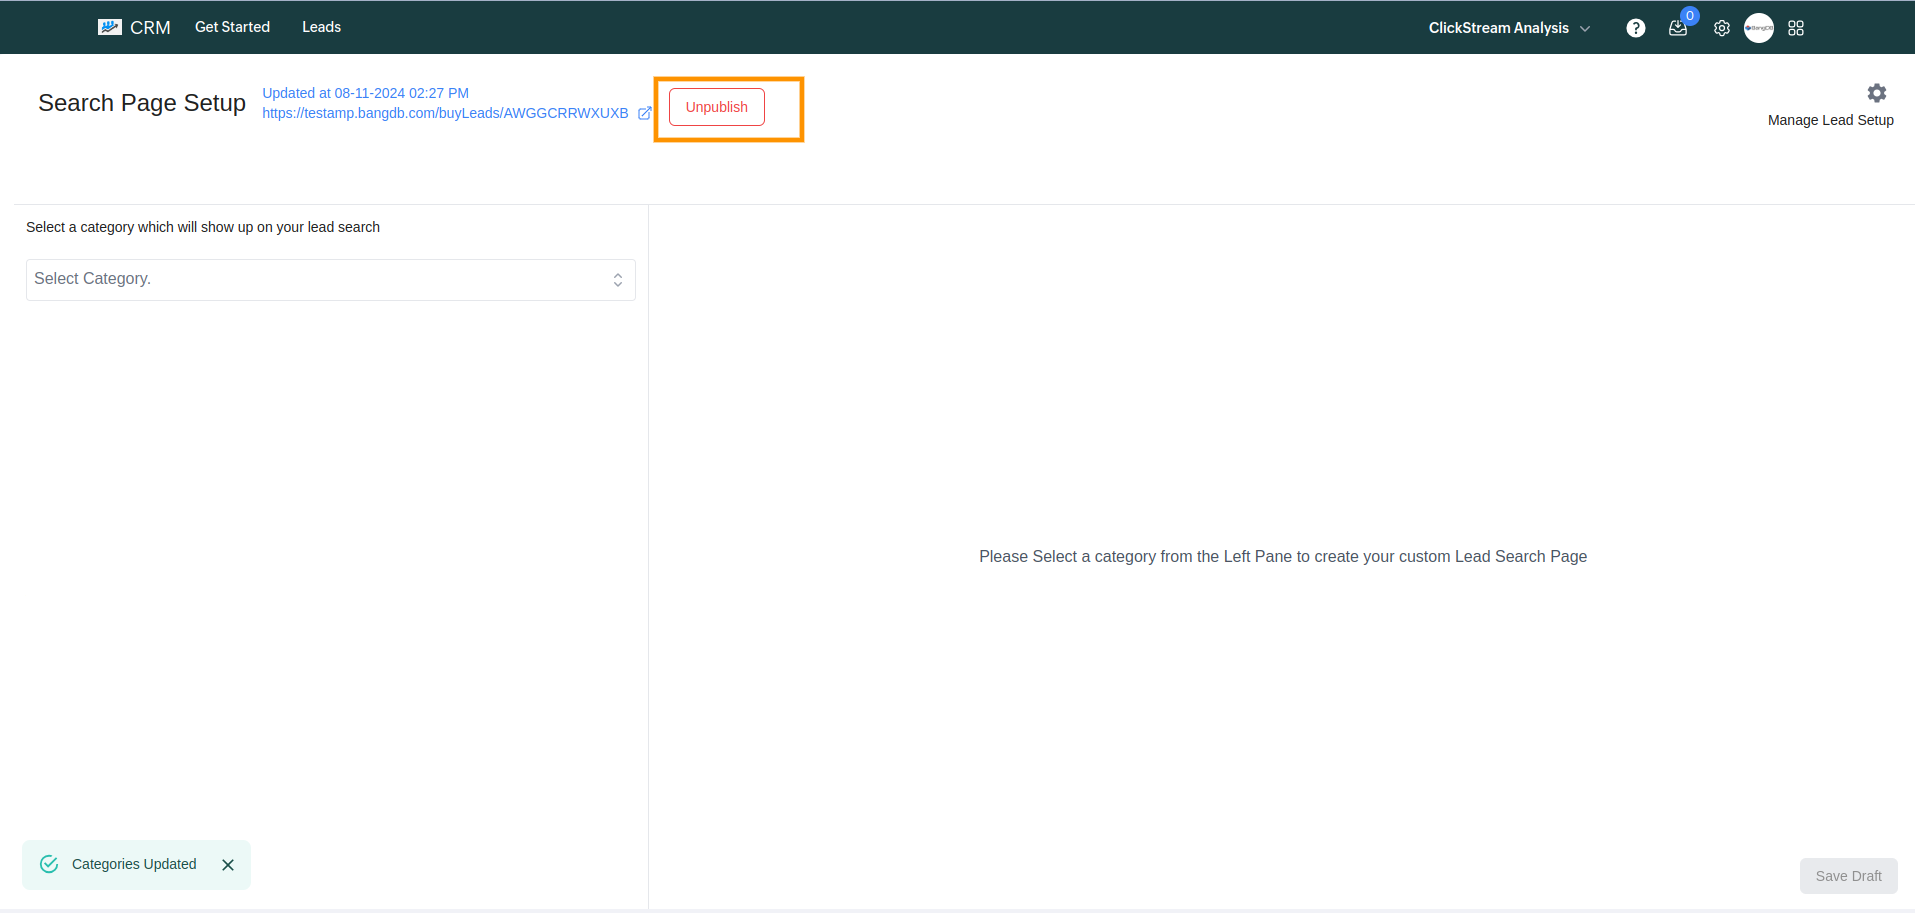 CRM
Get Started
Leads
ClickStream Analysis
?
0
BangDB
Search Page Setup
Updated at 08-11-2024 02:27 PM
https://testamp.bangdb.com/buyLeads/AWGGCRRWXUXB
Unpublish
Manage Lead Setup
Select a category which will show up on your lead search
Select Category.
Please Select a category from the Left Pane to create your custom Lead Search Page
Categories Updated
Save Draft